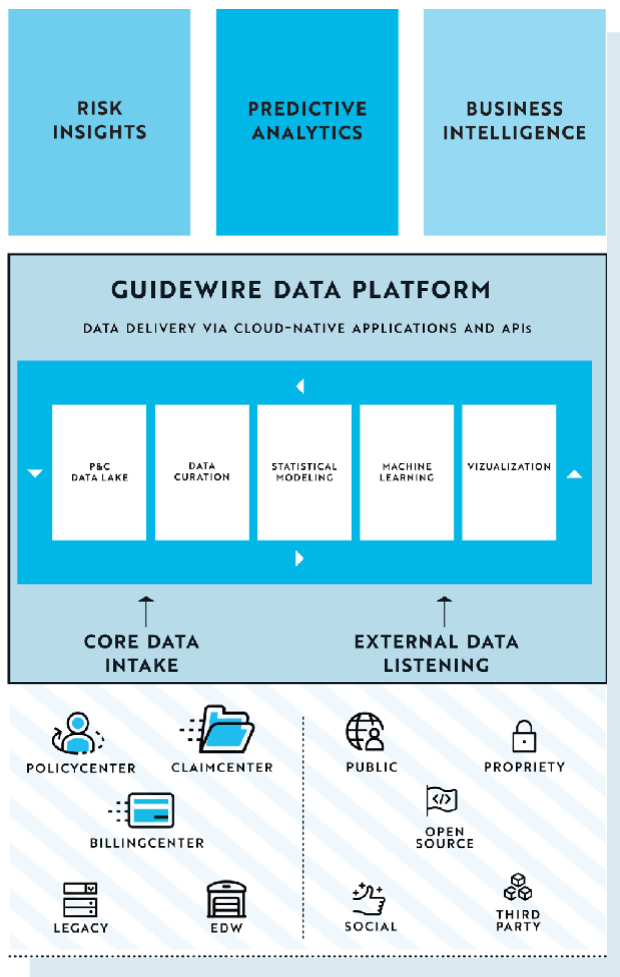 RISK
INSIGHTS
PREDICTIVE
ANALYTICS
BUSINESS
INTELLIGENCE
GUIDEWIRE DATA PLATFORM
DATA DELIVERY VIA CLOUD-NATIVE APPLICATIONS AND APIs
P&C
DATA LAKE
DATA
CURATION
STATISTICAL
MODELING
MACHINE
LEARNING
VIZUALIZATION
CORE DATA
INTAKE
EXTERNAL DATA
LISTENING
POLICYCENTER
CLAIMCENTER
BILLINGCENTER
LEGACY
EDW
PUBLIC
PROPRIETY
</>
OPEN
SOURCE
SOCIAL
THIRD
PARTY